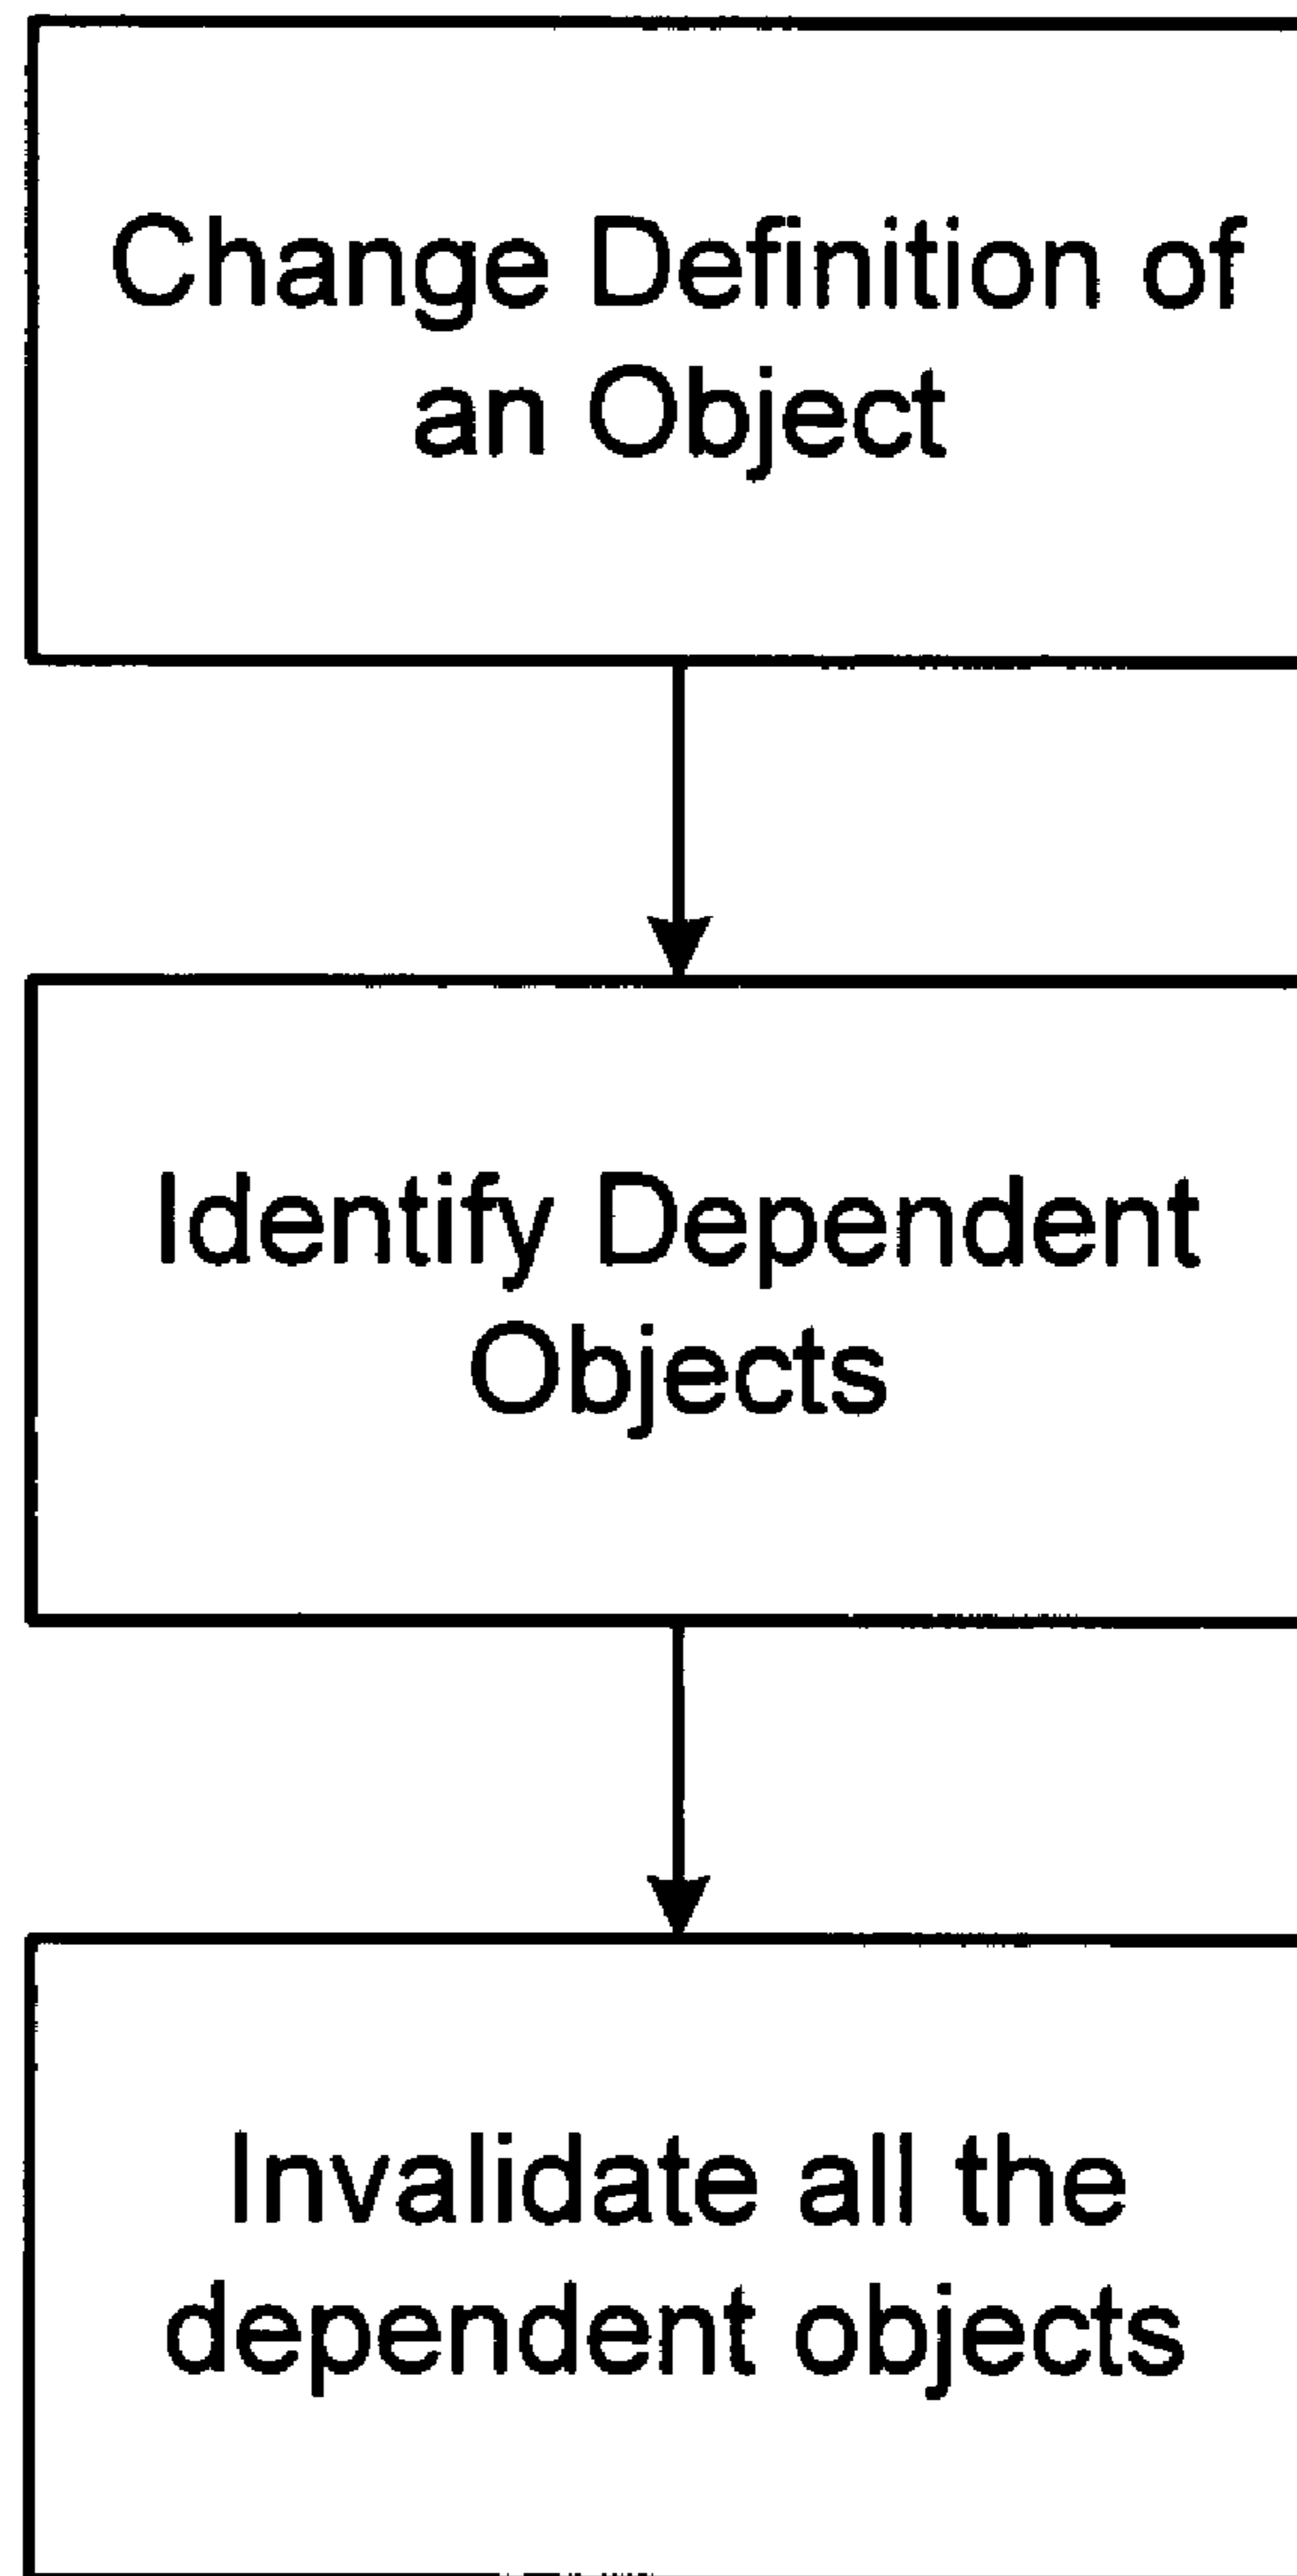 Change Definition of
an Object
Identify Dependent
Objects
Invalidate all the
dependent objects